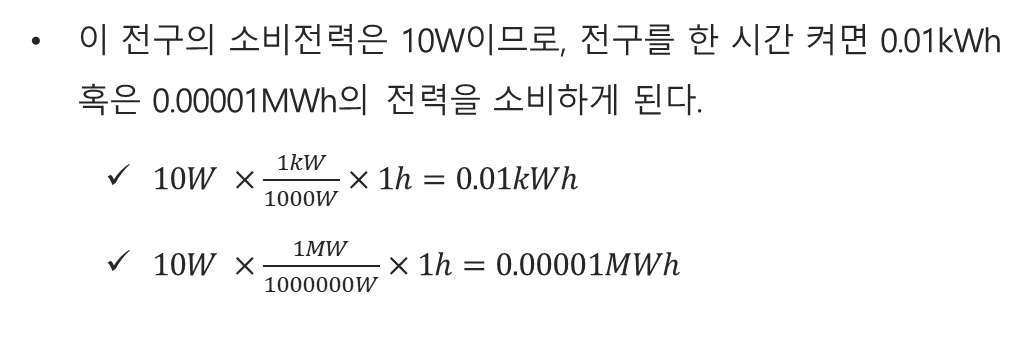 • 이 전구의 소비전력은 10W이므로, 전구를 한 시간 켜면 0.01kWh
혹은 0.00001MWh의 전력을 소비하게 된다.
✓ 10W × \frac{1kW}{1000W} × 1h = 0.01kWh
✓ 10W × \frac{1MW}{1000000W} × 1h = 0.00001MWh